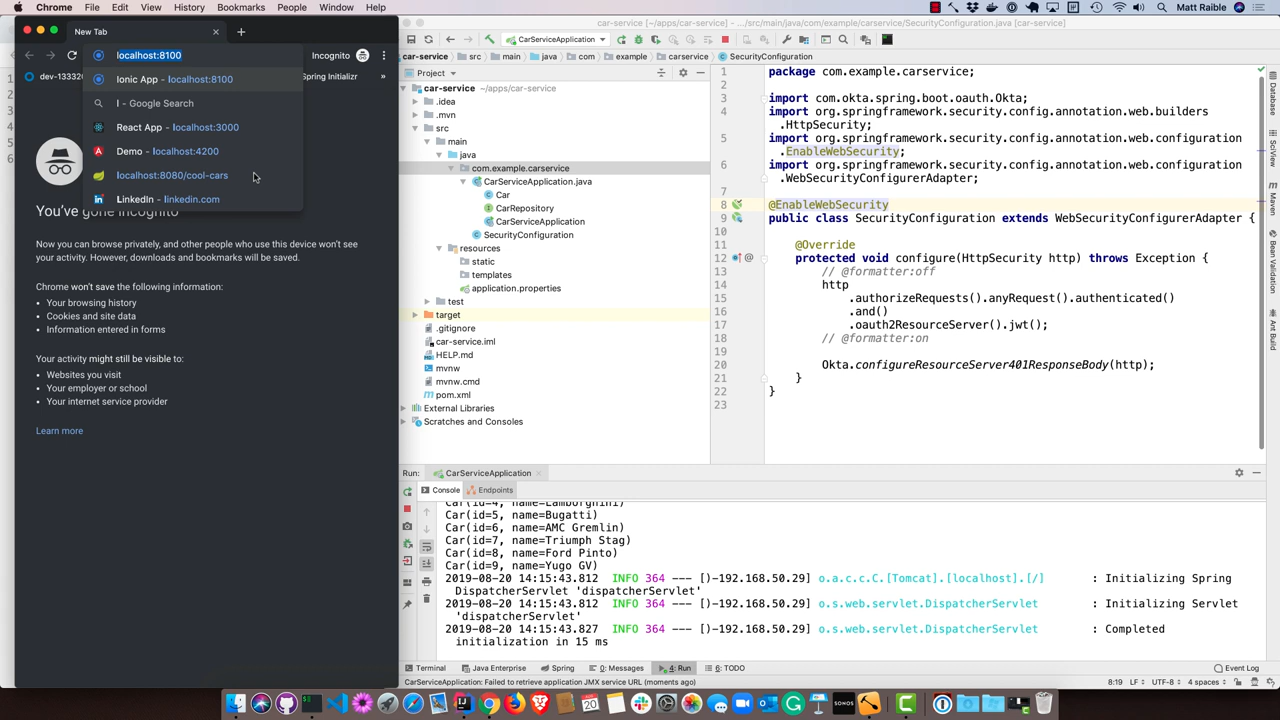 Chrome File Edit View History Bookmarks People Window Help
Matt Raible
New Tab
localhost:8100
Incognito
dev-13332
Spring Initializr
»
Ionic App - localhost:8100
l - Google Search
React App - localhost:3000
Demo - localhost:4200
localhost:8080/cool-cars
LinkedIn - linkedin.com
You've gone Incognito
Now you can browse privately, and other people who use this device won't see
your activity. However, downloads and bookmarks will be saved.
Chrome won't save the following information:
• Your browsing history
• Cookies and site data
• Information entered in forms
Your activity might still be visible to:
• Websites you visit
• Your employer or school
• Your internet service provider
Learn more
car-service [~/apps/car-service] - .../src/main/java/com/example/carservice/SecurityConfiguration.java [car-service]
CarServiceApplication
car-service src main java com example carservice SecurityConfiguration
Project
car-service ~/apps/car-service
.idea
.mvn
src
main
java
com.example.carservice
CarServiceApplication.java
Car
CarRepository
CarServiceApplication
SecurityConfiguration
resources
static
templates
application.properties
test
target
.gitignore
car-service.iml
HELP.md
mvnw
mvnw.cmd
pom.xml
External Libraries
Scratches and Consoles
1 package com.example.carservice;
2
3 import com.okta.spring.boot.oauth.Okta;
4 import org.springframework.security.config.annotation.web.builders
.HttpSecurity;
5 import org.springframework.security.config.annotation.web.configuration
.EnableWebSecurity;
6 import org.springframework.security.config.annotation.web.configuration
.WebSecurityConfigurerAdapter;
7
8 @EnableWebSecurity
9 public class SecurityConfiguration extends WebSecurityConfigurerAdapter {
10
11 @Override
12 protected void configure(HttpSecurity http) throws Exception {
13 // @formatter:off
14 http
15 .authorizeRequests().anyRequest().authenticated()
16 .and()
17 .oauth2ResourceServer().jwt();
18 // @formatter:on
19
20 Okta.configureResourceServer401ResponseBody(http);
21 }
22 }
23
Database
SciView
Maven
Bean Validation
Ant Build
Run: CarServiceApplication
Console Endpoints
Car(id=4, name=Lamborghini)
Car(id=5, name=Bugatti)
Car(id=6, name=AMC Gremlin)
Car(id=7, name=Triumph Stag)
Car(id=8, name=Ford Pinto)
Car(id=9, name=Yugo GV)
2019-08-20 14:15:43.812 INFO 364 --- [)-192.168.50.29] o.a.c.c.C.[Tomcat].[localhost].[/] : Initializing Spring
DispatcherServlet 'dispatcherServlet'
2019-08-20 14:15:43.812 INFO 364 --- [)-192.168.50.29] o.s.web.servlet.DispatcherServlet : Initializing Servlet
'dispatcherServlet'
2019-08-20 14:15:43.827 INFO 364 --- [)-192.168.50.29] o.s.web.servlet.DispatcherServlet : Completed
initialization in 15 ms
Terminal Java Enterprise Spring 0: Messages 4: Run 6: TODO Event Log
CarServiceApplication: Failed to retrieve application JMX service URL (moments ago) 8:19 LF UTF-8 4 spaces
20
SONOS